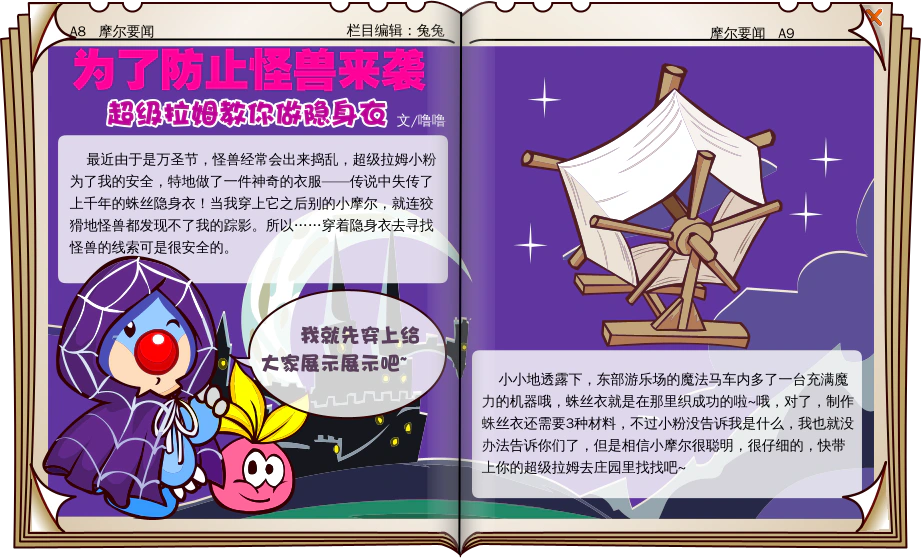 A8 摩尔要闻
栏目编辑：兔兔
为了防止怪兽来袭
超级拉姆教你做隐身衣 文/噜噜
最近由于是万圣节，怪兽经常会出来捣乱，超级拉姆小粉
为了我的安全，特地做了一件神奇的衣服——传说中失传了
上千年的蛛丝隐身衣！当我穿上它之后别的小摩尔，就连狡
猾地怪兽都发现不了我的踪影。所以······穿着隐身衣去寻找
怪兽的线索可是很安全的。
我就先穿上给
大家展示展示吧~
摩尔要闻 A9
小小地透露下，东部游乐场的魔法马车内多了一台充满魔
力的机器哦，蛛丝衣就是在那里织成功的啦~哦，对了，制作
蛛丝衣还需要3种材料，不过小粉没告诉我是什么，我也就没
办法告诉你们了，但是相信小摩尔很聪明，很仔细的，快带
上你的超级拉姆去庄园里找找吧~